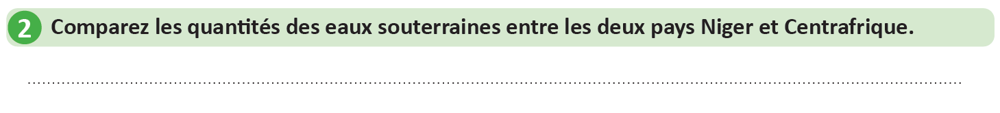 2 Comparez les quantités des eaux souterraines entre les deux pays Niger et Centrafrique.